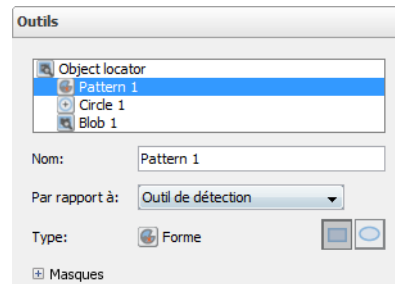 Outils
Object locator
Pattern 1
Circle 1
Blob 1
Nom: Pattern 1
Par rapport à: Outil de détection
Type: Forme
Masques